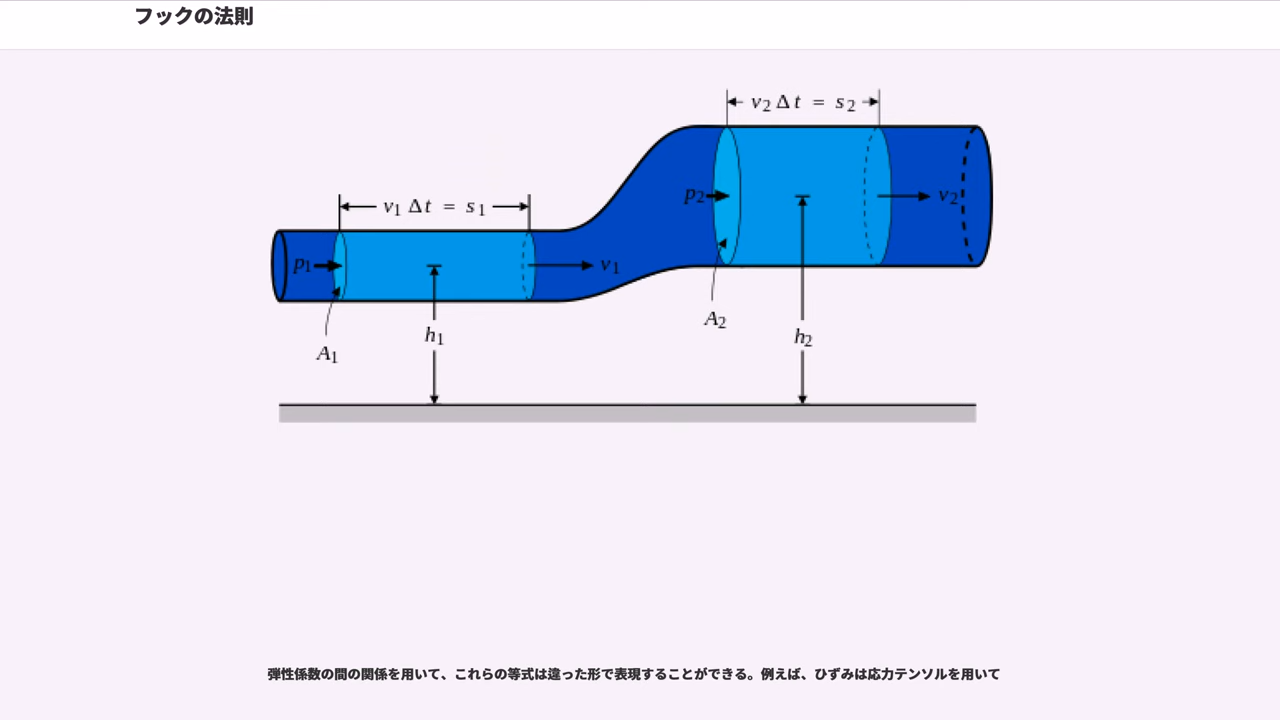 フックの法則
v2 Δt = s2
v1 Δt = s1
p2
v2
p1
v1
A2
h2
h1
A1
弾性係数の間の関係を用いて、これらの等式は違った形で表現することができる。例えば、ひずみは応力テンソルを用いて